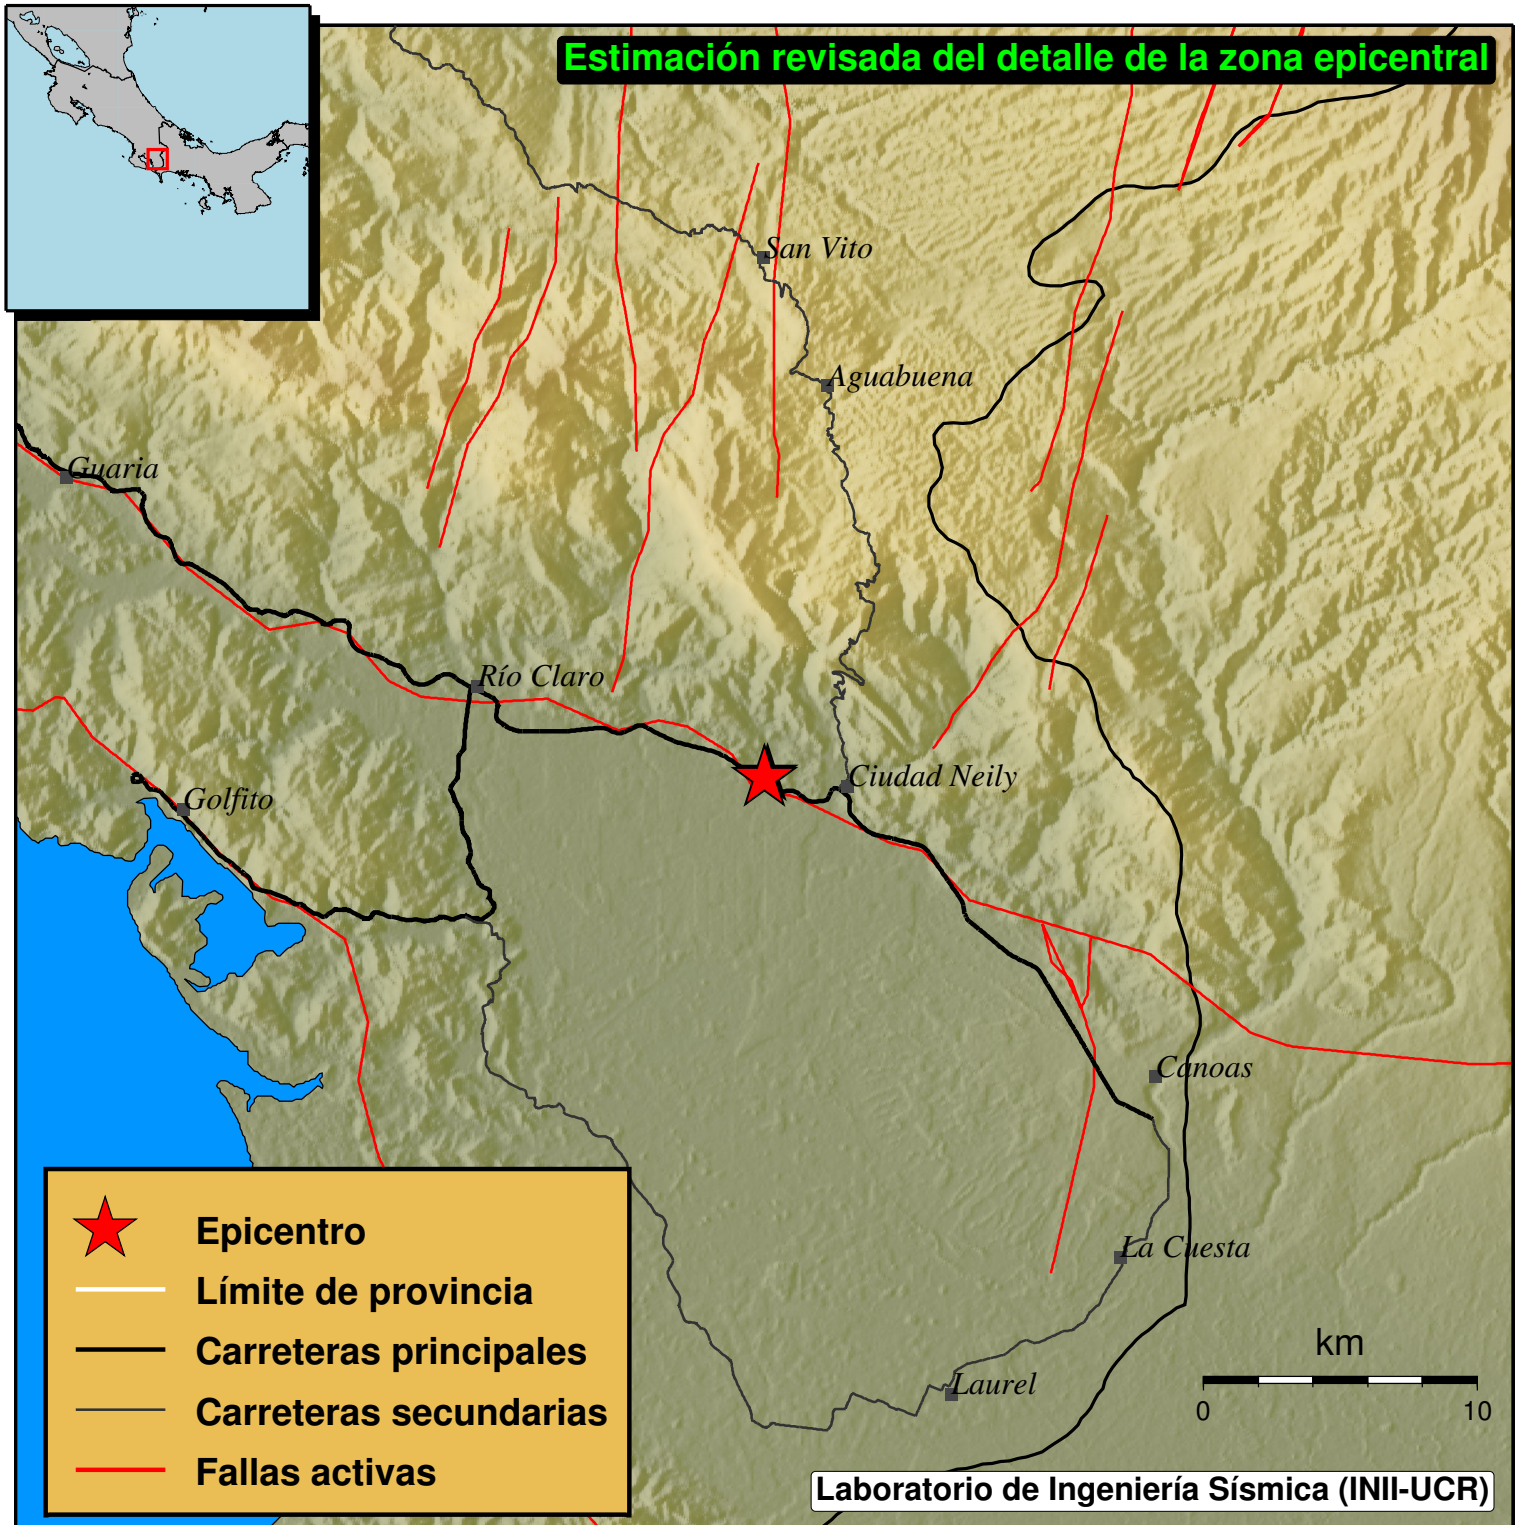 Estimación revisada del detalle de la zona epicentral
San Vito
Aguabuena
Guaria
Río Claro
Ciudad Neily
Golfito
Canoas
La Cuesta
Laurel
Epicentro
Límite de provincia
Carreteras principales
Carreteras secundarias
Fallas activas
km
0 10
Laboratorio de Ingeniería Sísmica (INII-UCR)